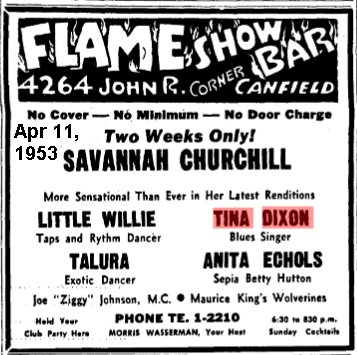 FLAME SHOW BAR
4264 JOHN R. CORNER CANFIELD
No Cover — No Minimum — No Door Charge
Apr 11,
1953
Two Weeks Only!
SAVANNAH CHURCHILL
More Sensational Than Ever in Her Latest Renditions
LITTLE WILLIE
Taps and Rythm Dancer
TINA DIXON
Blues Singer
TALURA
Exotic Dancer
ANITA ECHOLS
Sepia Betty Hutton
Joe "Ziggy" Johnson, M.C. ● Maurice King's Wolverines
Hold Your
Club Party Here
PHONE TE. 1-2210
MORRIS WASSERMAN, Your Host
6:30 to 830 p.m.
Sunday Cocktails